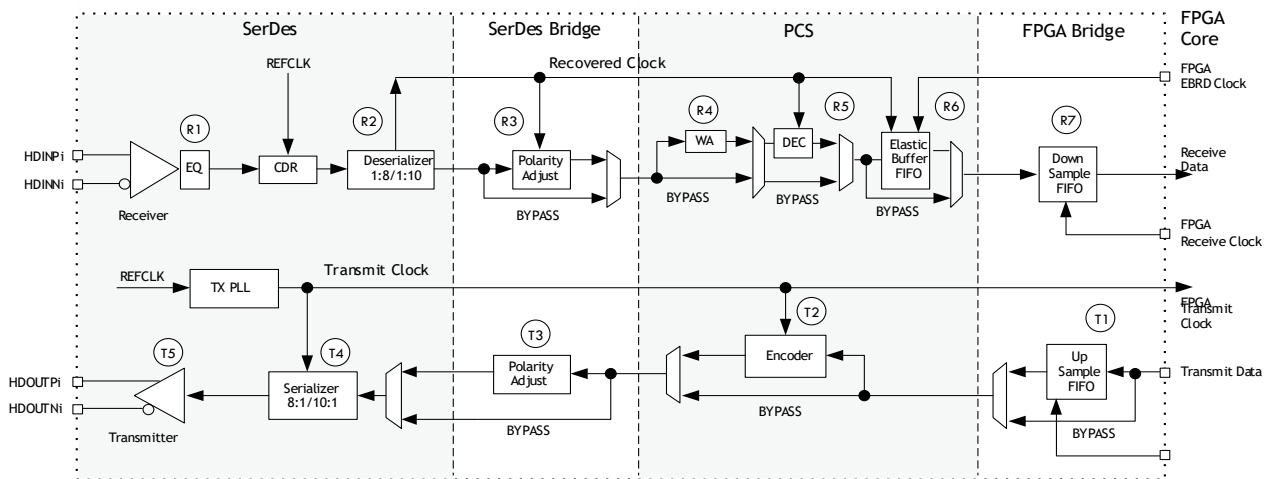 SerDes
SerDes Bridge
PCS
FPGA Bridge
FPGA
Core
REFCLK
Recovered Clock
FPGA
EBRD Clock
R1
R2
R3
R4
R5
R6
R7
HDINPi
HDINNi
EQ
CDR
Deserializer
1:8/1:10
Polarity
Adjust
WA
DEC
Elastic
Buffer
FIFO
Down
Sample
FIFO
Receive
Data
Receiver
BYPASS
BYPASS
BYPASS
BYPASS
FPGA
Receive Clock
REFCLK
TX PLL
Transmit Clock
FPGA
Transmit
Clock
T5
T4
T3
T2
T1
HDOUTPi
HDOUTNi
Serializer
8:1/10:1
Polarity
Adjust
Encoder
Up
Sample
FIFO
Transmit Data
Transmitter
BYPASS
BYPASS
BYPASS